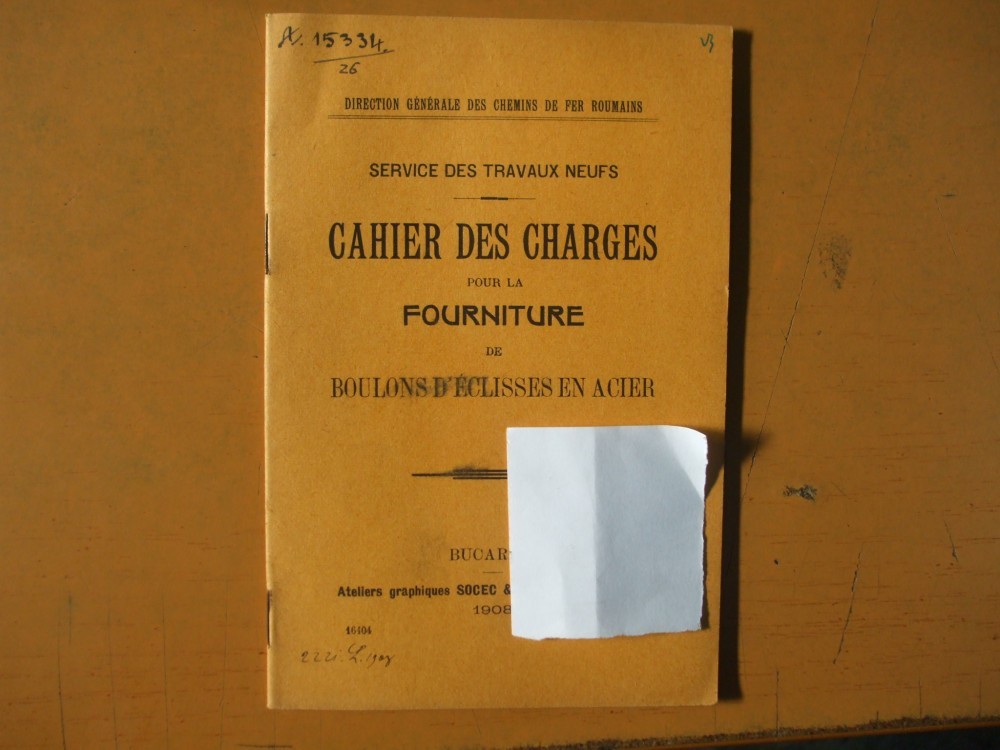 15334.
26
DIRECTION GÉNÉRALE DES CHEMINS DE FER ROUMAINS
SERVICE DES TRAVAUX NEUFS
CAHIER DES CHARGES
POUR LA
FOURNITURE
DE
BOULONS D'ÉCLISSES EN ACIER
BUCAR
Ateliers graphiques SOCEC &
1908
16404